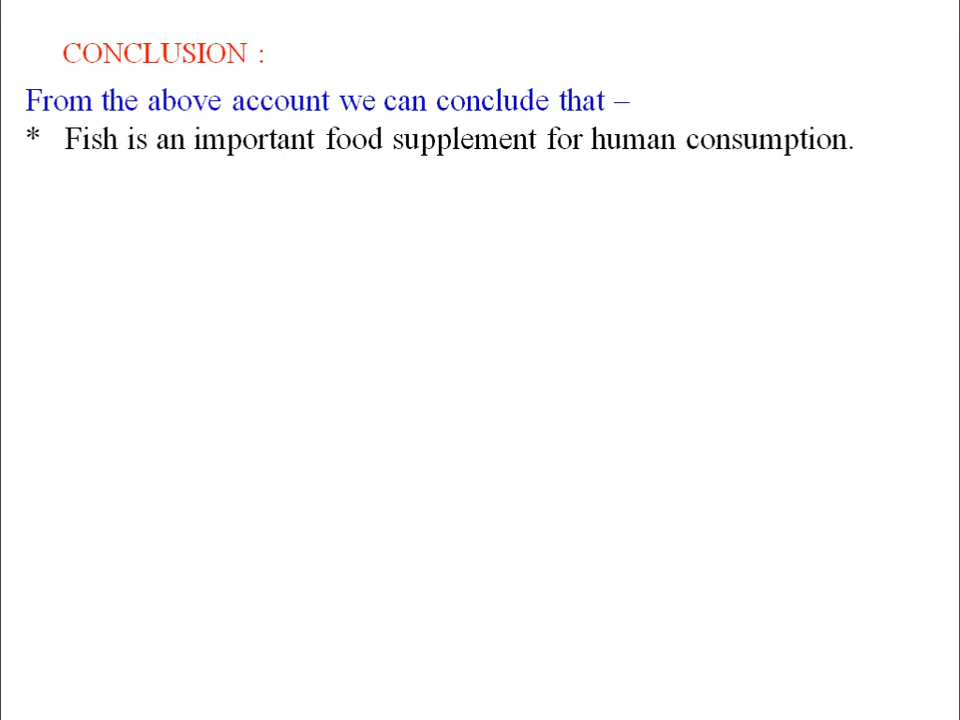 CONCLUSION :
From the above account we can conclude that –
* Fish is an important food supplement for human consumption.